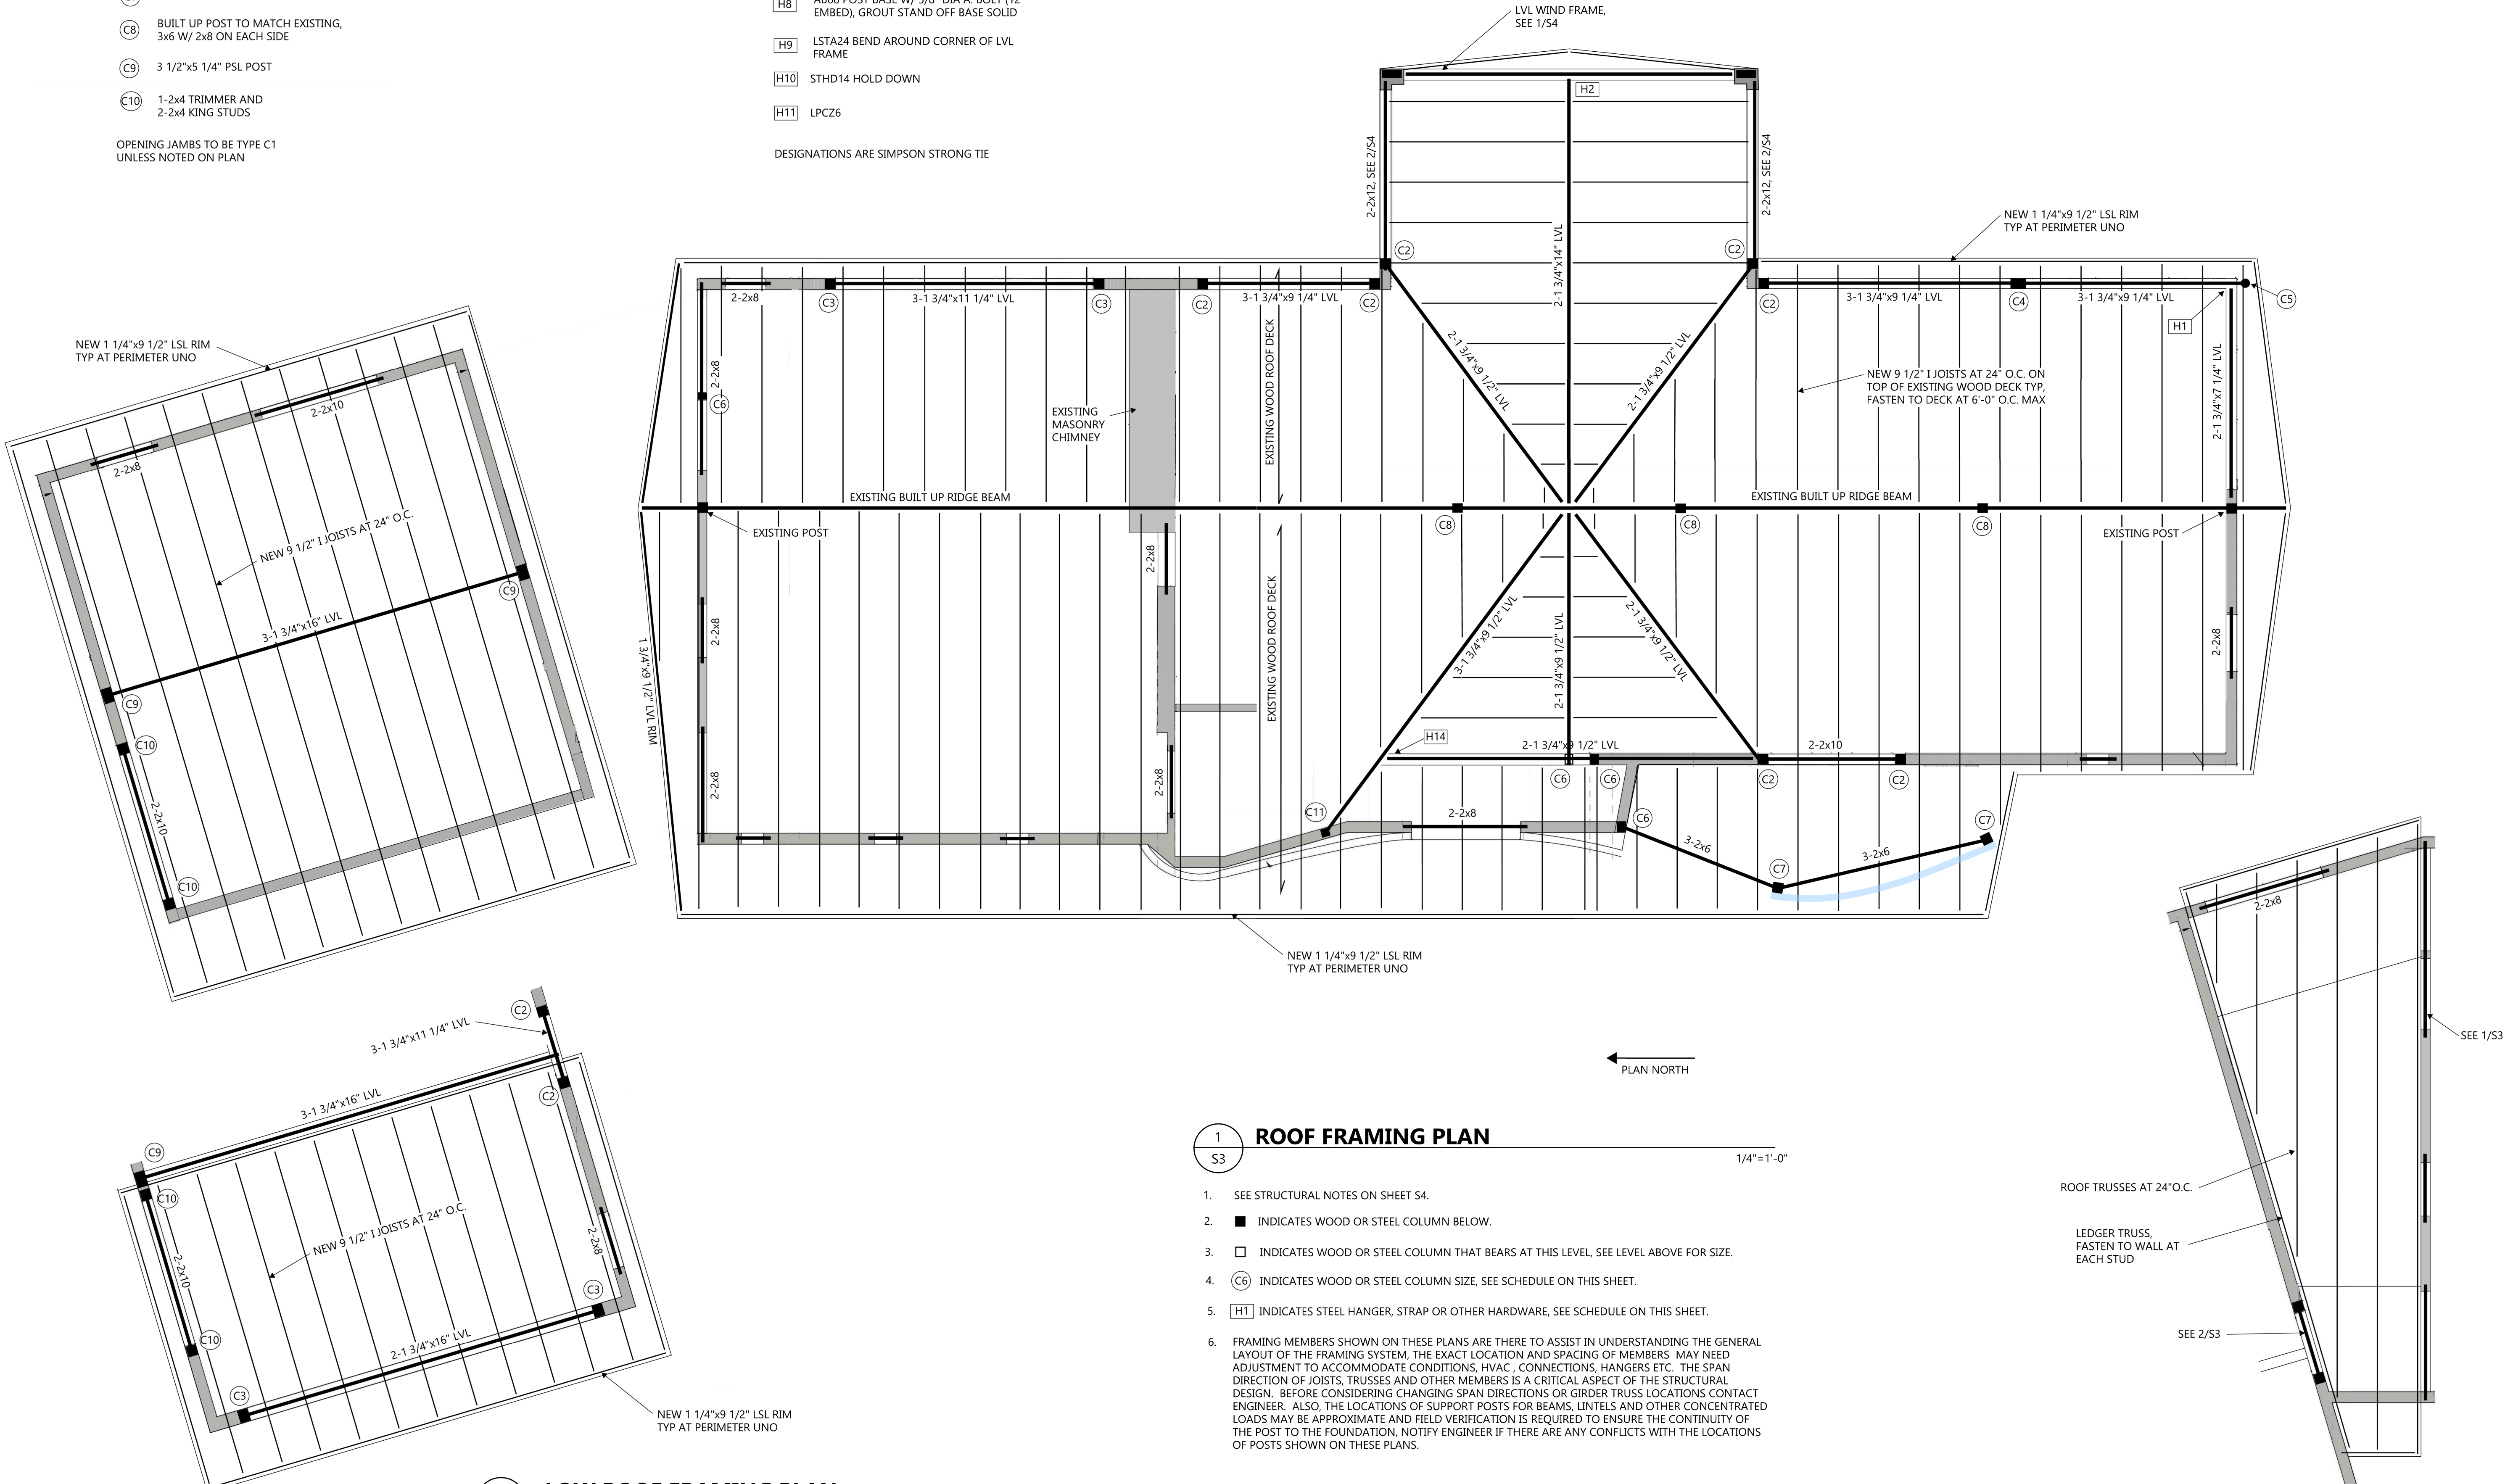 C8
BUILT UP POST TO MATCH EXISTING,
3x6 W/ 2x8 ON EACH SIDE
C9
3 1/2"x5 1/4" PSL POST
C10
1-2x4 TRIMMER AND
2-2x4 KING STUDS
OPENING JAMBS TO BE TYPE C1
UNLESS NOTED ON PLAN
H8
EMBED), GROUT STAND OFF BASE SOLID
H9
LSTA24 BEND AROUND CORNER OF LVL
FRAME
H10
STHD14 HOLD DOWN
H11
LPCZ6
DESIGNATIONS ARE SIMPSON STRONG TIE
LVL WIND FRAME,
SEE 1/S4
H2
2-2x12, SEE 2/S4
2-2x12, SEE 2/S4
2-1 3/4"x14" LVL
C2
C2
NEW 1 1/4"x9 1/2" LSL RIM
TYP AT PERIMETER UNO
2-2x8
C3
3-1 3/4"x11 1/4" LVL
C3
C2
3-1 3/4"x9 1/4" LVL
C2
C2
3-1 3/4"x9 1/4" LVL
C4
3-1 3/4"x9 1/4" LVL
C5
H1
NEW 1 1/4"x9 1/2" LSL RIM
TYP AT PERIMETER UNO
2-2x10
2-2x8
2-2x8
C6
EXISTING
MASONRY
CHIMNEY
EXISTING WOOD ROOF DECK
2-1 3/4"x9 1/2" LVL
2-1 3/4"x9 1/2" LVL
NEW 9 1/2" I JOISTS AT 24" O.C. ON
TOP OF EXISTING WOOD DECK TYP,
FASTEN TO DECK AT 6'-0" O.C. MAX
2-1 3/4"x7 1/4" LVL
EXISTING BUILT UP RIDGE BEAM
EXISTING BUILT UP RIDGE BEAM
EXISTING POST
C8
C8
C8
EXISTING POST
NEW 9 1/2" I JOISTS AT 24" O.C.
C9
3-1 3/4"x16" LVL
C9
C10
2-2x10
C10
1 3/4"x9 1/2" LVL RIM
2-2x8
2-2x8
2-2x8
2-2x8
EXISTING WOOD ROOF DECK
3-1 3/4"x9 1/2" LVL
2-1 3/4"x9 1/2" LVL
2-1 3/4"x9 1/2" LVL
2-2x8
H14
2-1 3/4"x9 1/2" LVL
2-2x10
C6
C6
C2
C2
C11
2-2x8
C6
3-2x6
C7
3-2x6
C7
NEW 1 1/4"x9 1/2" LSL RIM
TYP AT PERIMETER UNO
2-2x8
SEE 1/S3
ROOF TRUSSES AT 24"O.C.
LEDGER TRUSS,
FASTEN TO WALL AT
EACH STUD
SEE 2/S3
C2
3-1 3/4"x11 1/4" LVL
C2
3-1 3/4"x16" LVL
C9
C10
NEW 9 1/2" I JOISTS AT 24" O.C.
2-2x10
2-2x8
C10
C3
2-1 3/4"x16" LVL
C3
NEW 1 1/4"x9 1/2" LSL RIM
TYP AT PERIMETER UNO
PLAN NORTH
1
S3
ROOF FRAMING PLAN
1/4"=1'-0"
1. SEE STRUCTURAL NOTES ON SHEET S4.
2. INDICATES WOOD OR STEEL COLUMN BELOW.
3. INDICATES WOOD OR STEEL COLUMN THAT BEARS AT THIS LEVEL, SEE LEVEL ABOVE FOR SIZE.
4. C6 INDICATES WOOD OR STEEL COLUMN SIZE, SEE SCHEDULE ON THIS SHEET.
5. H1 INDICATES STEEL HANGER, STRAP OR OTHER HARDWARE, SEE SCHEDULE ON THIS SHEET.
6. FRAMING MEMBERS SHOWN ON THESE PLANS ARE THERE TO ASSIST IN UNDERSTANDING THE GENERAL
LAYOUT OF THE FRAMING SYSTEM, THE EXACT LOCATION AND SPACING OF MEMBERS MAY NEED
ADJUSTMENT TO ACCOMMODATE CONDITIONS, HVAC , CONNECTIONS, HANGERS ETC. THE SPAN
DIRECTION OF JOISTS, TRUSSES AND OTHER MEMBERS IS A CRITICAL ASPECT OF THE STRUCTURAL
DESIGN. BEFORE CONSIDERING CHANGING SPAN DIRECTIONS OR GIRDER TRUSS LOCATIONS CONTACT
ENGINEER. ALSO, THE LOCATIONS OF SUPPORT POSTS FOR BEAMS, LINTELS AND OTHER CONCENTRATED
LOADS MAY BE APPROXIMATE AND FIELD VERIFICATION IS REQUIRED TO ENSURE THE CONTINUITY OF
THE POST TO THE FOUNDATION, NOTIFY ENGINEER IF THERE ARE ANY CONFLICTS WITH THE LOCATIONS
OF POSTS SHOWN ON THESE PLANS.
LOW ROOF FRAMING PLAN